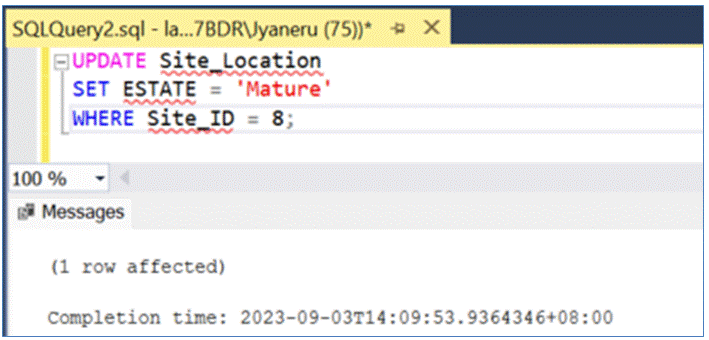 SQLQuery2.sql - la...7BDR\Jyaneru (75))*
UPDATE Site_Location
SET ESTATE = 'Mature'
WHERE Site_ID = 8;
100 %
Messages
(1 row affected)
Completion time: 2023-09-03T14:09:53.9364346+08:00